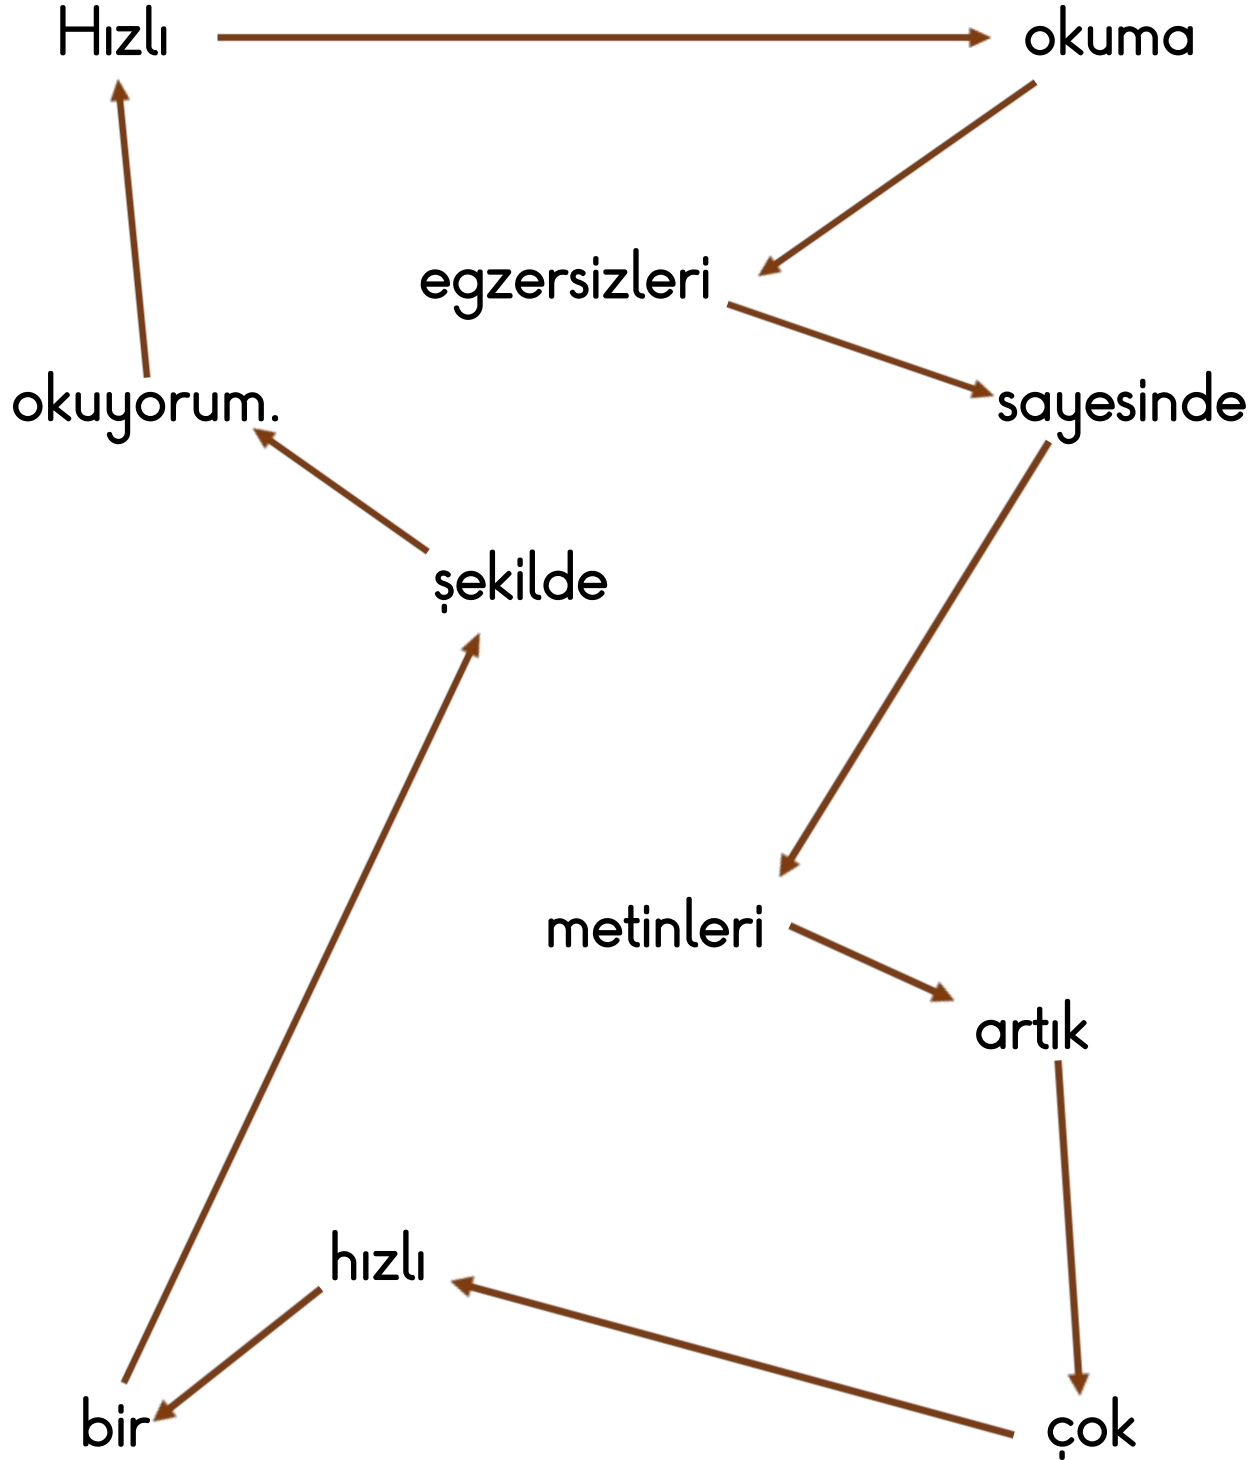 Hızlı
okuma
egzersizleri
sayesinde
metinleri
artık
çok
hızlı
bir
şekilde
okuyorum.